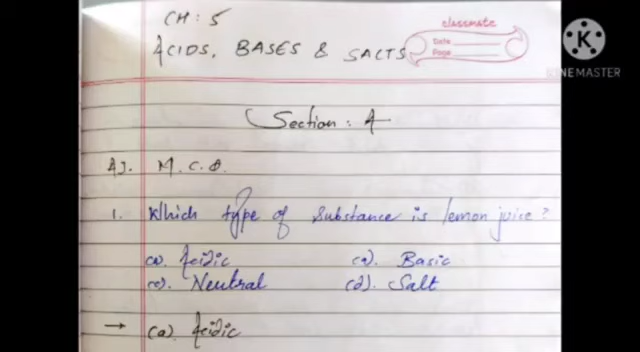 CH: 5
classmate
ACIDS, BASES & SALTS
Date
Page
KINEMASTER
Section: A
A]. M.C.Q.
1. Which type of substance is lemon juice?
(a). Acidic (b). Basic
(c). Neutral (d). Salt
→ (a) Acidic